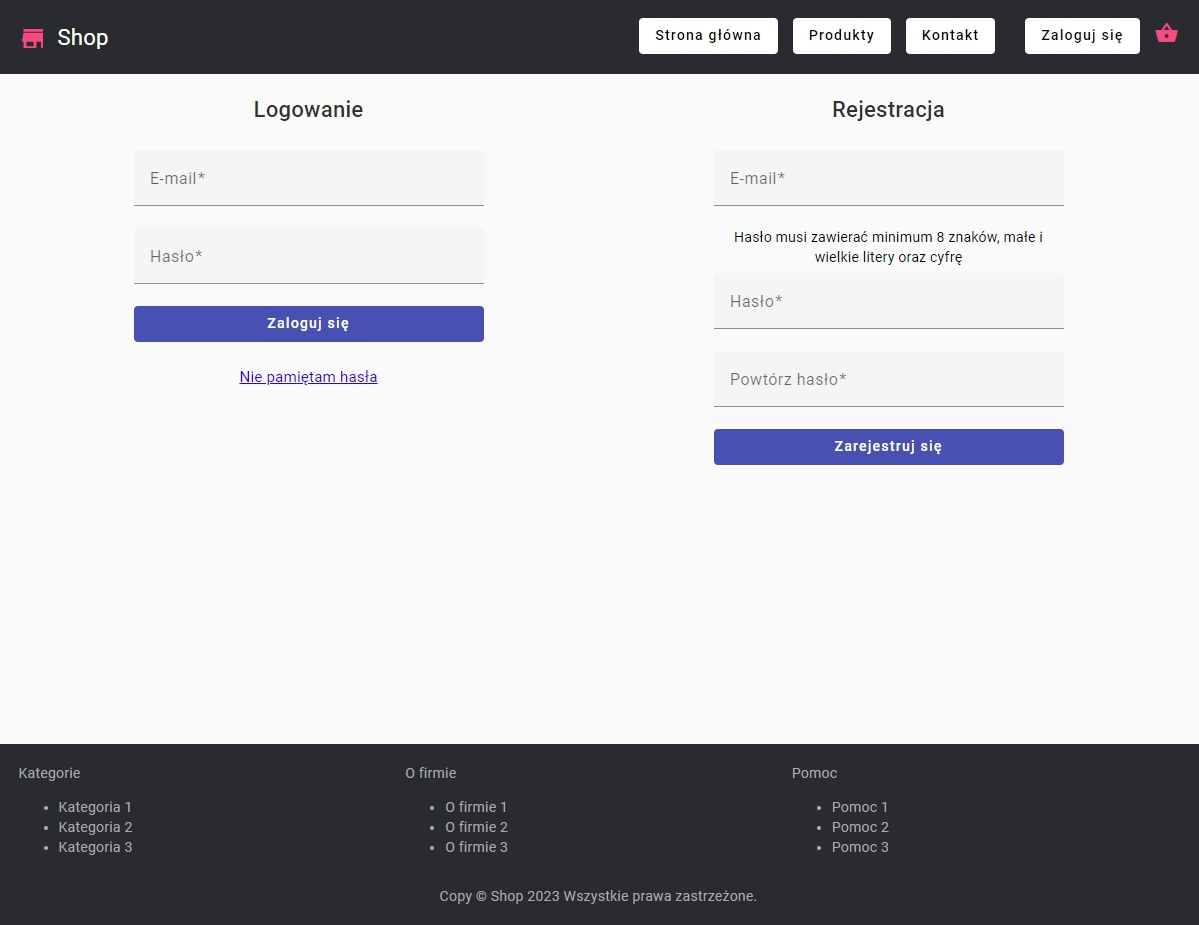 Shop
Strona główna
Produkty
Kontakt
Zaloguj się
Logowanie
E-mail*
Hasło*
Zaloguj się
Nie pamiętam hasła
Rejestracja
E-mail*
Hasło musi zawierać minimum 8 znaków, małe i
wielkie litery oraz cyfrę
Hasło*
Powtórz hasło*
Zarejestruj się
Kategorie
• Kategoria 1
• Kategoria 2
• Kategoria 3
O firmie
• O firmie 1
• O firmie 2
• O firmie 3
Pomoc
• Pomoc 1
• Pomoc 2
• Pomoc 3
Copy © Shop 2023 Wszystkie prawa zastrzeżone.